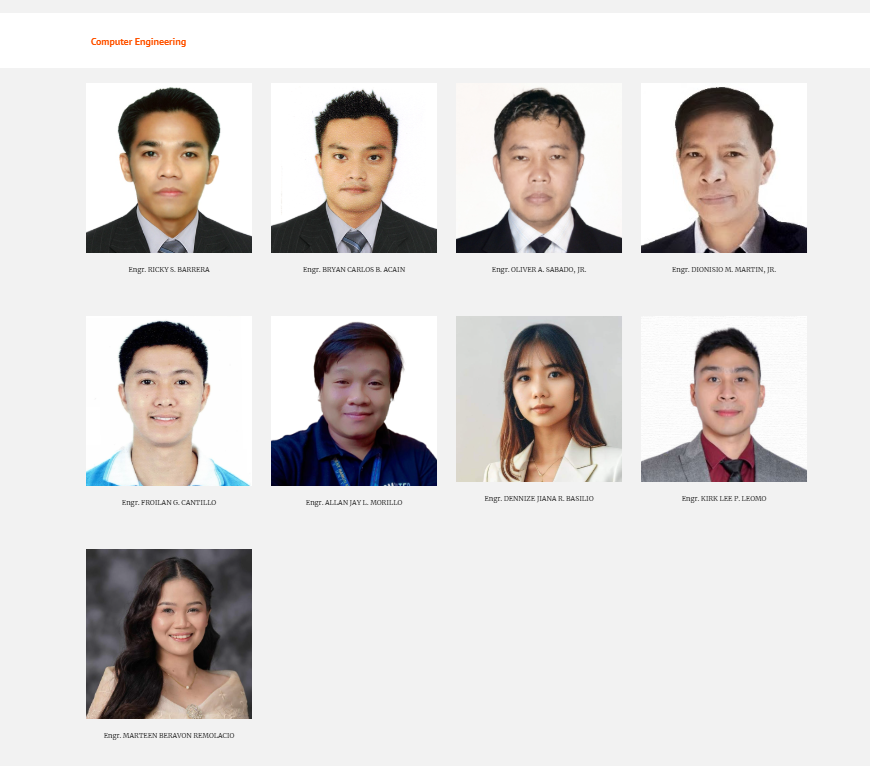 Computer Engineering
Engr. RICKY S. BARRERA
Engr. BRYAN CARLOS B. ACAIN
Engr. OLIVER A. SABADO, JR.
Engr. DIONISIO M. MARTIN, JR.
Engr. FROILAN G. CANTILLO
Engr. ALLAN JAY L. MORILLO
Engr. DENNIZE JIANA R. BASILIO
Engr. KIRK LEE P. LEOMO
Engr. MARTEEN BERAVON REMOLACIO